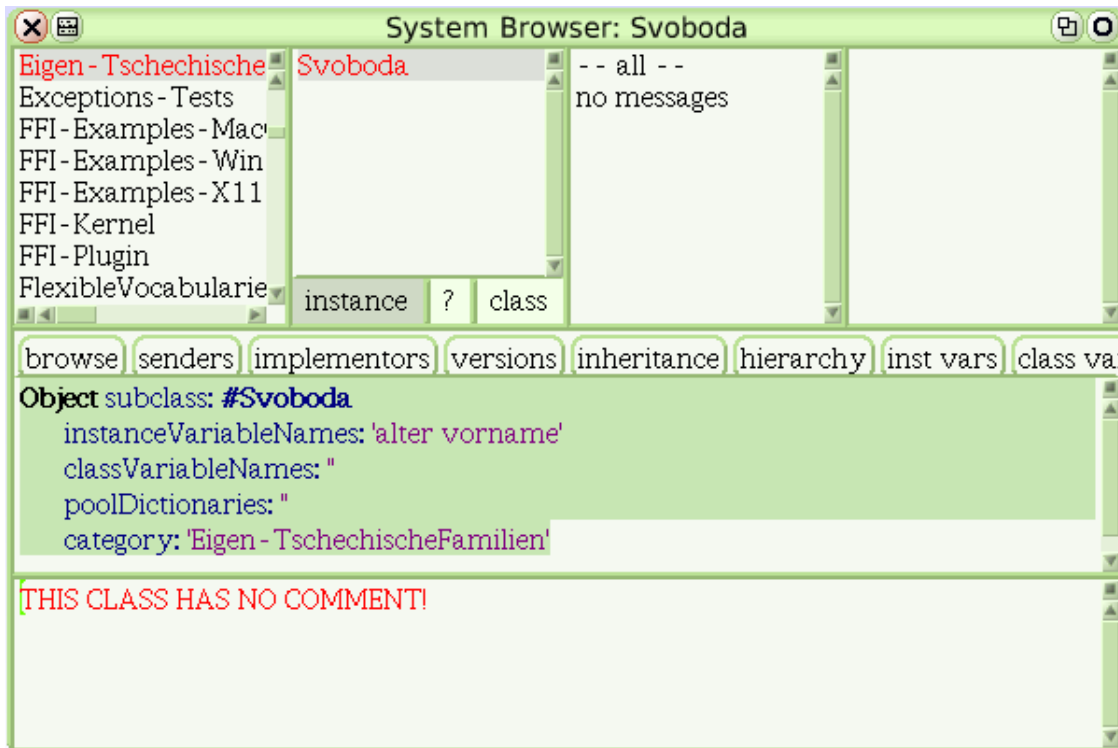 System Browser: Svoboda
Eigen-Tschechische
Exceptions-Tests
FFI-Examples-Mac
FFI-Examples-Win
FFI-Examples-X11
FFI-Kernel
FFI-Plugin
FlexibleVocabularie
Svoboda
instance ? class
-- all --
no messages
browse senders implementors versions inheritance hierarchy inst vars class va
Object subclass: #Svoboda
instanceVariableNames: 'alter vorname'
classVariableNames: ''
poolDictionaries: ''
category: 'Eigen-TschechischeFamilien'
THIS CLASS HAS NO COMMENT!